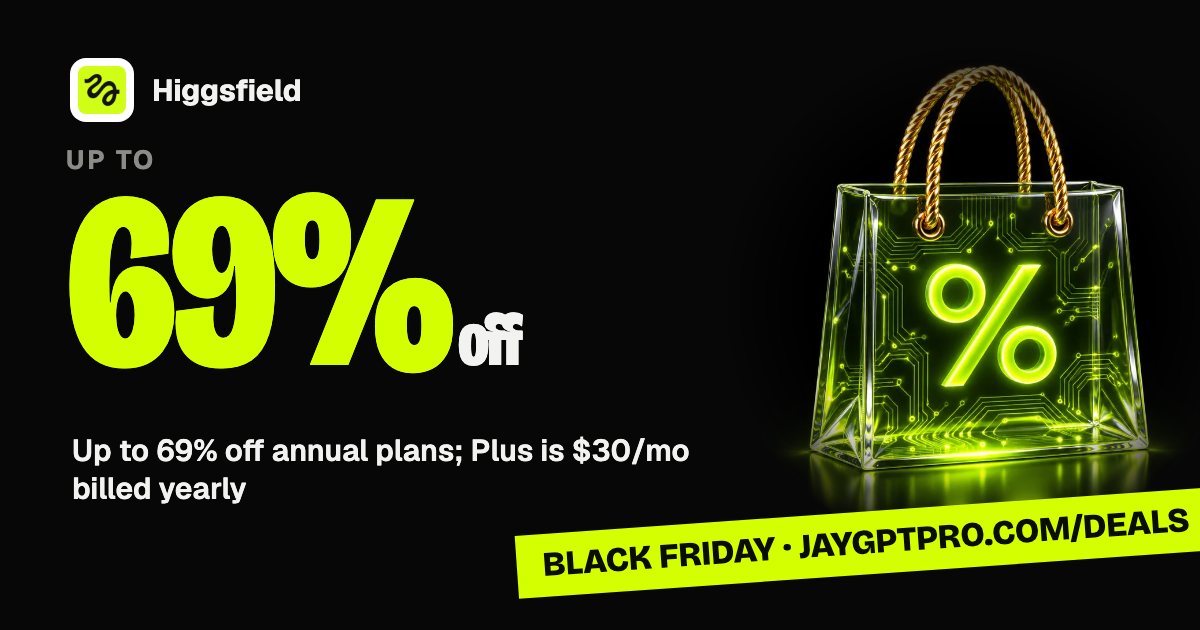 Higgsfield
UP TO
69% off
Up to 69% off annual plans; Plus is $30/mo
billed yearly
%
BLACK FRIDAY · JAYGPTPRO.COM/DEALS